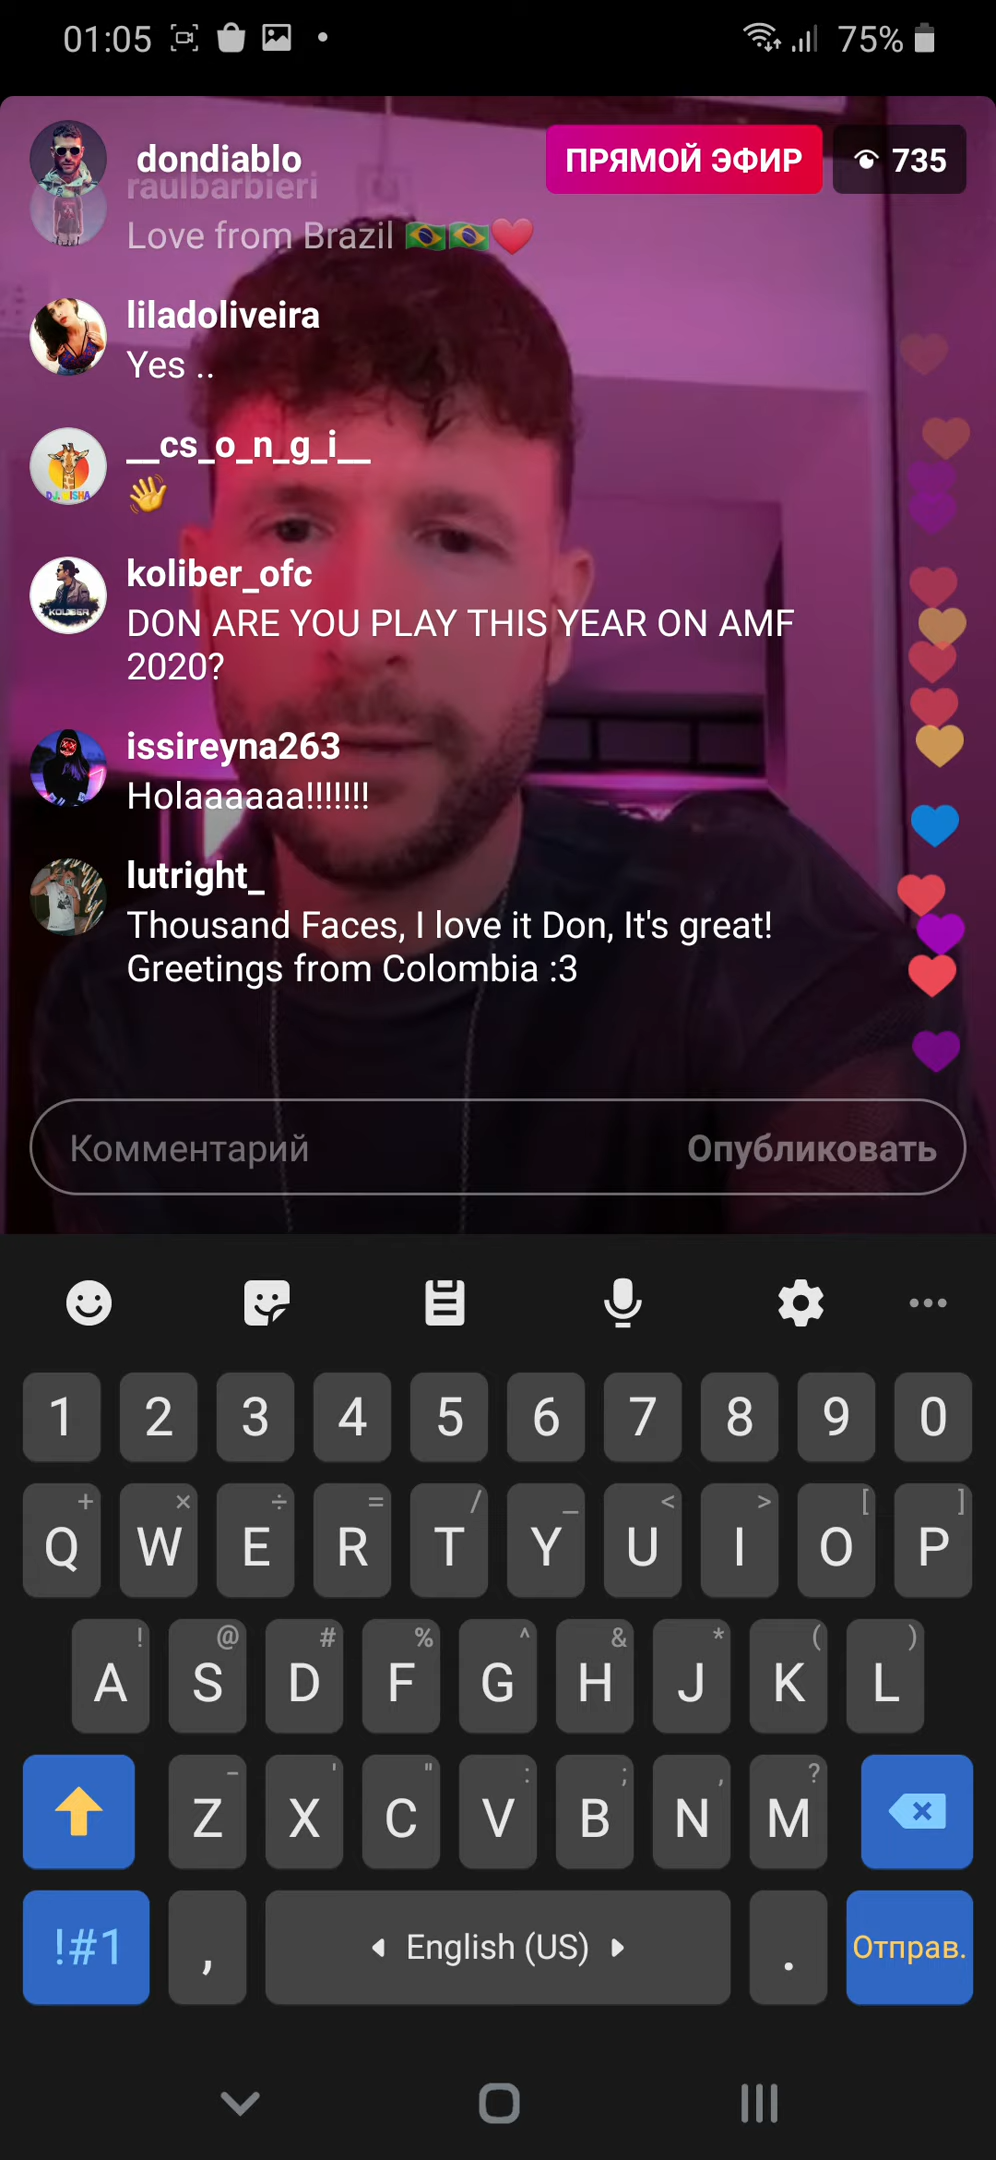 01:05
75%
dondiablo
ПРЯМОЙ ЭФИР
735
raulbarbieri
Love from Brazil 🇧🇷🇧🇷❤️
liladoliveira
Yes ..
__cs_o_n_g_i__
👋
koliber_ofc
DON ARE YOU PLAY THIS YEAR ON AMF
2020?
issireyna263
Holaaaaaa!!!!!!!
lutright_
Thousand Faces, I love it Don, It's great!
Greetings from Colombia :3
Комментарий
Опубликовать
1 2 3 4 5 6 7 8 9 0
+ × ÷ = / _ < > [ ]
Q W E R T Y U I O P
! @ # % ^ & * ( )
A S D F G H J K L
- ' " : ; , ?
Z X C V B N M
!#1 , English (US) . Отправ.